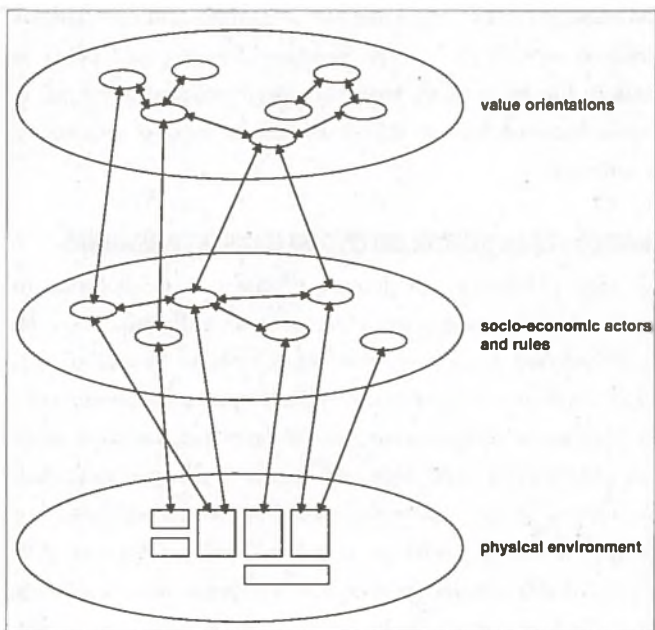 value orientations
socio-economic actors
and rules
physical environment